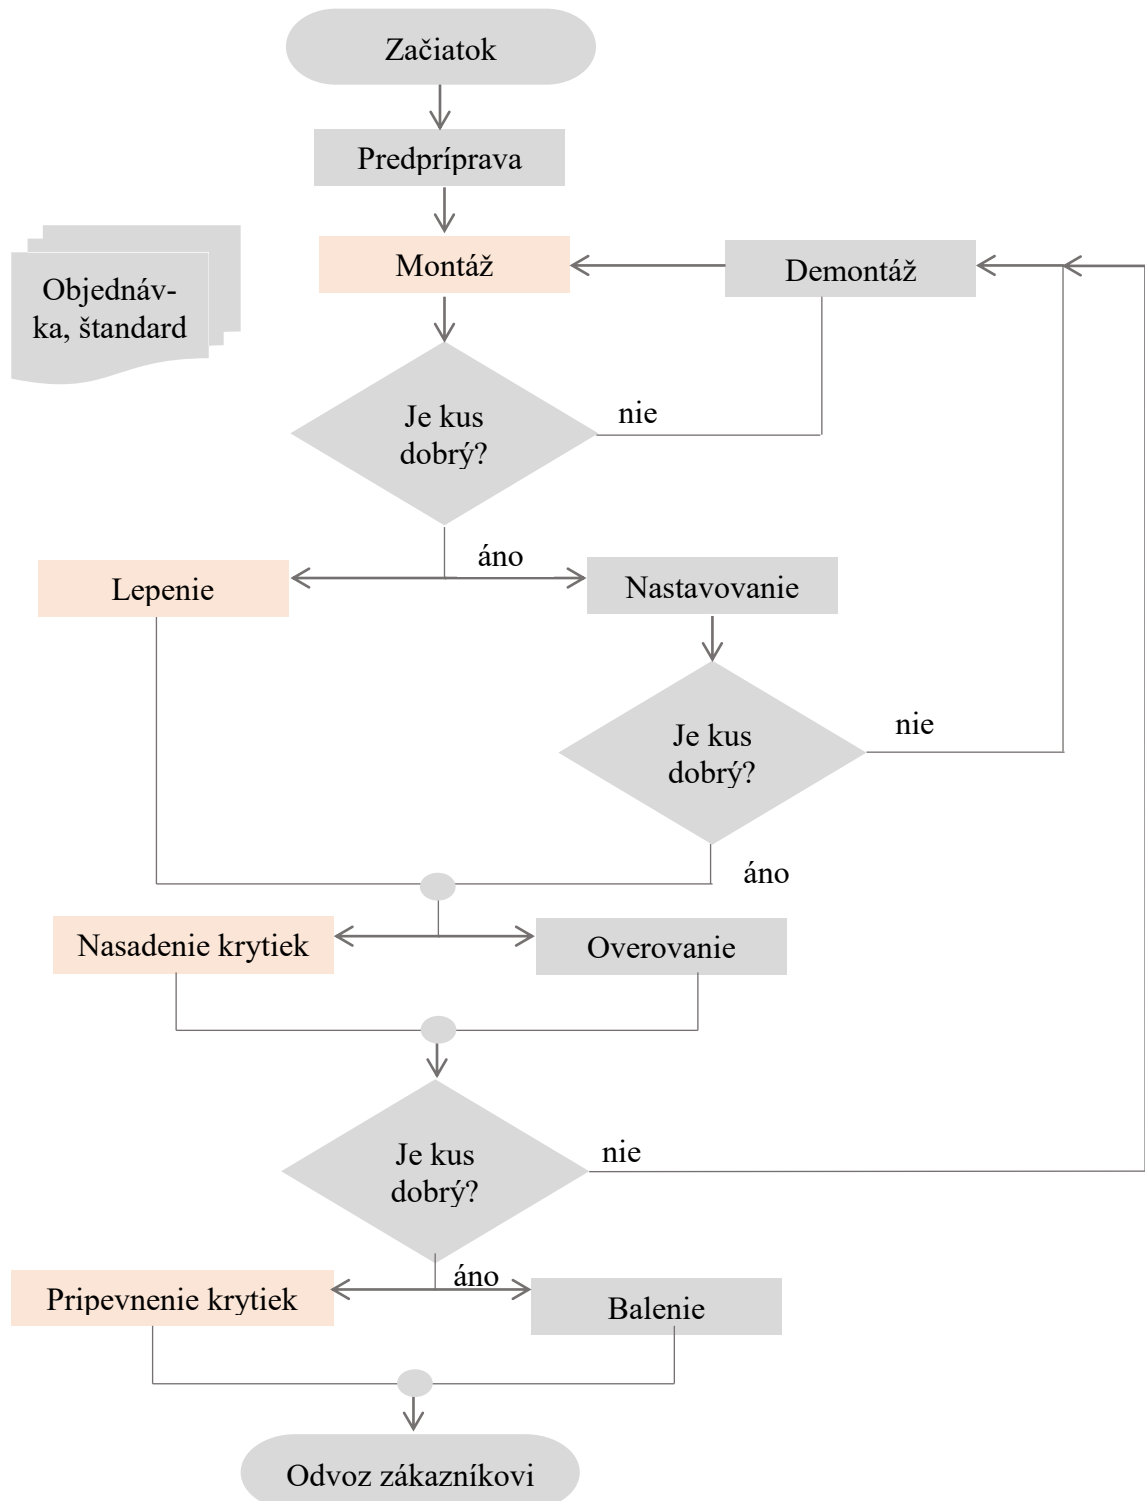 Začiatok
Predpríprava
Montáž
Demontáž
Objednáv-
ka, štandard
Je kus
dobrý?
nie
áno
Lepenie
Nastavovanie
Je kus
dobrý?
nie
áno
Nasadenie krytiek
Overovanie
Je kus
dobrý?
nie
áno
Pripevnenie krytiek
Balenie
Odvoz zákazníkovi